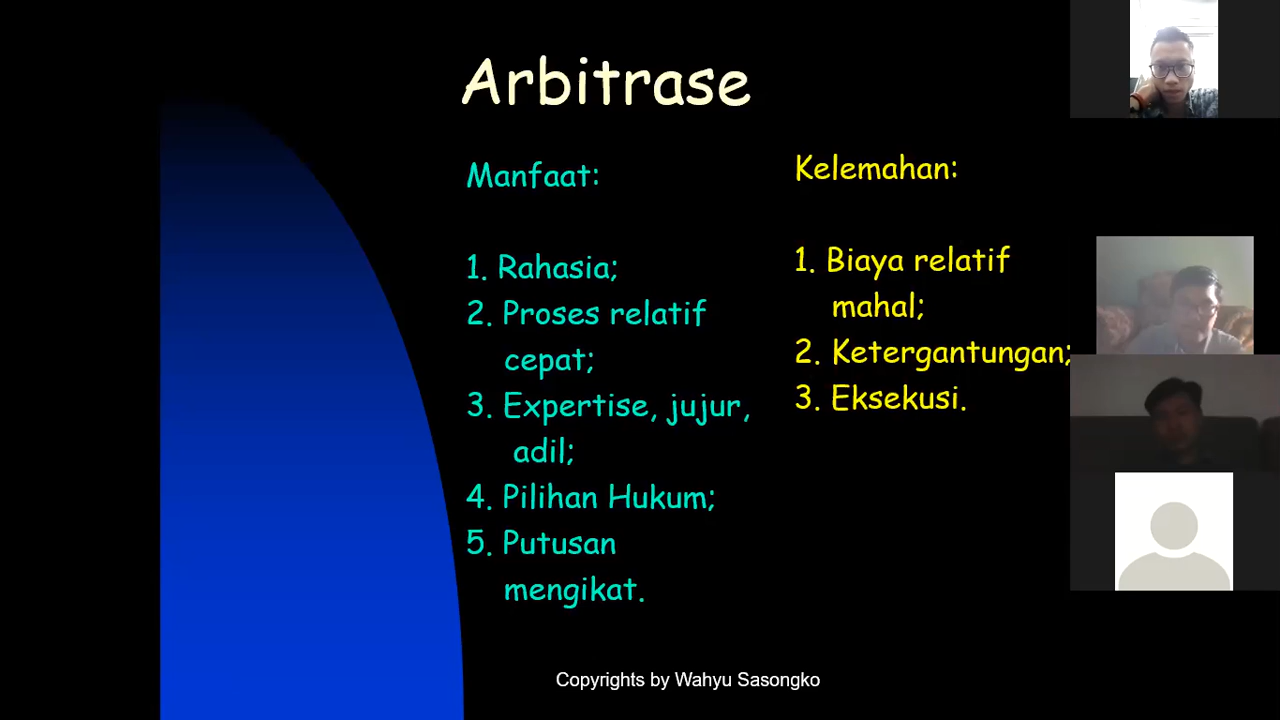 Arbitrase
Manfaat:
1. Rahasia;
2. Proses relatif
cepat;
3. Expertise, jujur,
adil;
4. Pilihan Hukum;
5. Putusan
mengikat.
Kelemahan:
1. Biaya relatif
mahal;
2. Ketergantungan;
3. Eksekusi.
Copyrights by Wahyu Sasongko